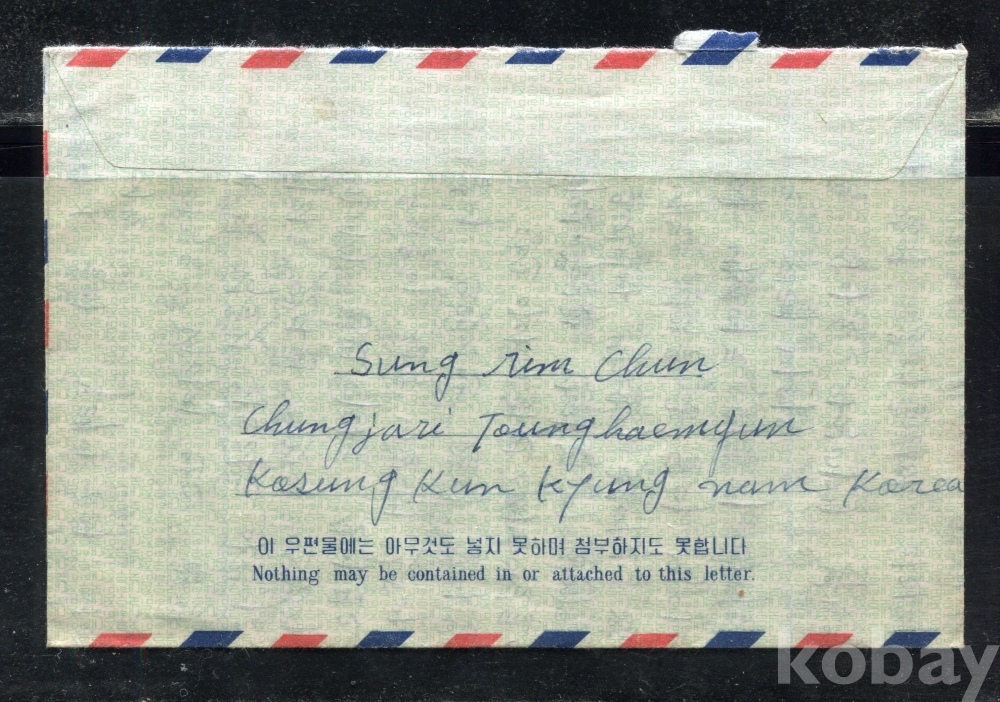 Sung rim Chun
Chungjari Tounghaemyun
Kosung Kun Kyung nam Korea
이 우편물에는 아무것도 넣지 못하며 첨부하지도 못합니다
Nothing may be contained in or attached to this letter.
kobay